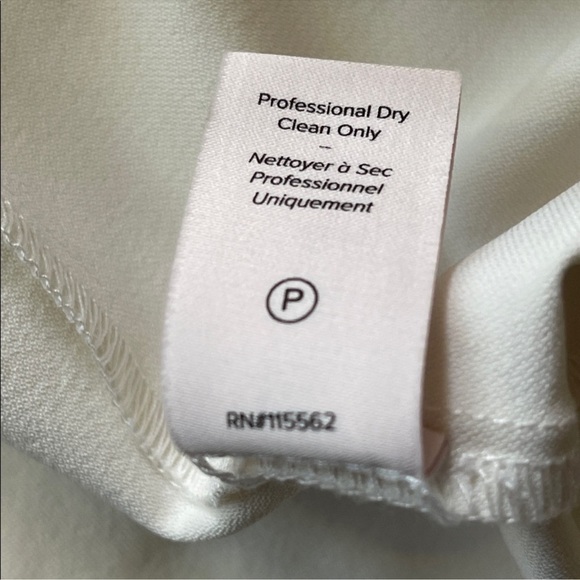 Professional Dry
Clean Only
–
Nettoyer à Sec
Professionnel
Uniquement
P
RN#115562